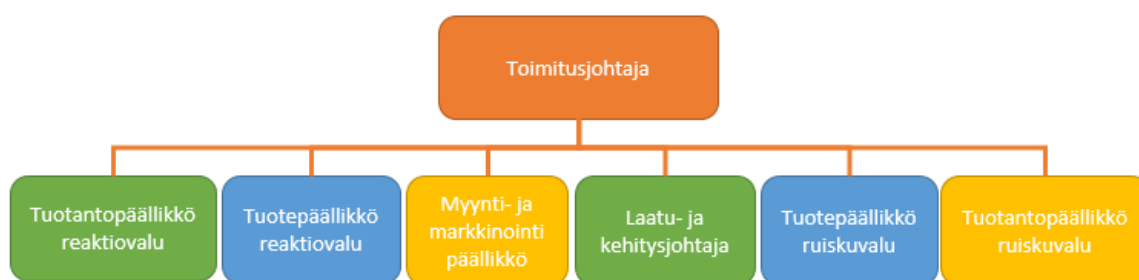 Toimitusjohtaja
Tuotantopäällikkö
reaktiovalu
Tuotepäällikkö
reaktiovalu
Myynti- ja
markkinointi
päällikkö
Laatu- ja
kehitysjohtaja
Tuotepäällikkö
ruiskuvalu
Tuotantopäällikkö
ruiskuvalu